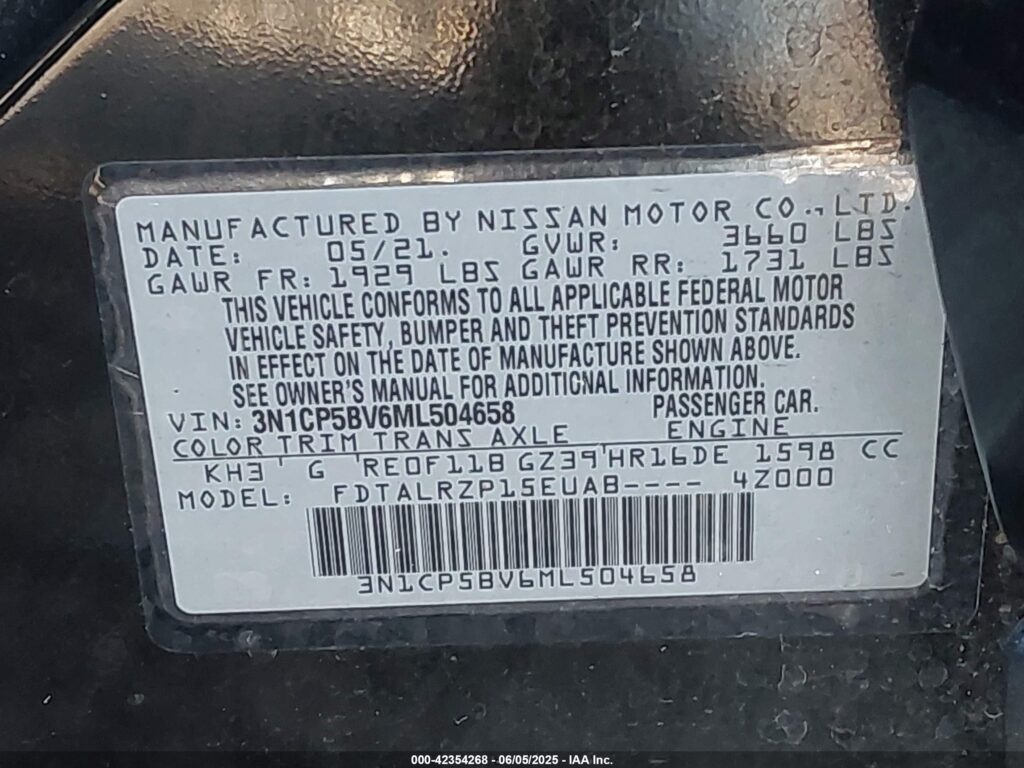 MANUFACTURED BY NISSAN MOTOR CO., LTD.
DATE: 05/21. GVWR: 3660 LBS
GAWR FR: 1929 LBS GAWR RR: 1731 LBS
THIS VEHICLE CONFORMS TO ALL APPLICABLE FEDERAL MOTOR
VEHICLE SAFETY, BUMPER AND THEFT PREVENTION STANDARDS
IN EFFECT ON THE DATE OF MANUFACTURE SHOWN ABOVE.
SEE OWNER'S MANUAL FOR ADDITIONAL INFORMATION.
VIN: 3N1CP5BV6ML504658 PASSENGER CAR.
COLOR TRIM TRANS AXLE ENGINE
KH3 ' G ' RE0F11B GZ39 ' HR16DE 1598 CC
MODEL: FDTALRZP15EUAB---- 4Z000
3N1CP5BV6ML504658
000-42354268 - 06/05/2025 - IAA Inc.